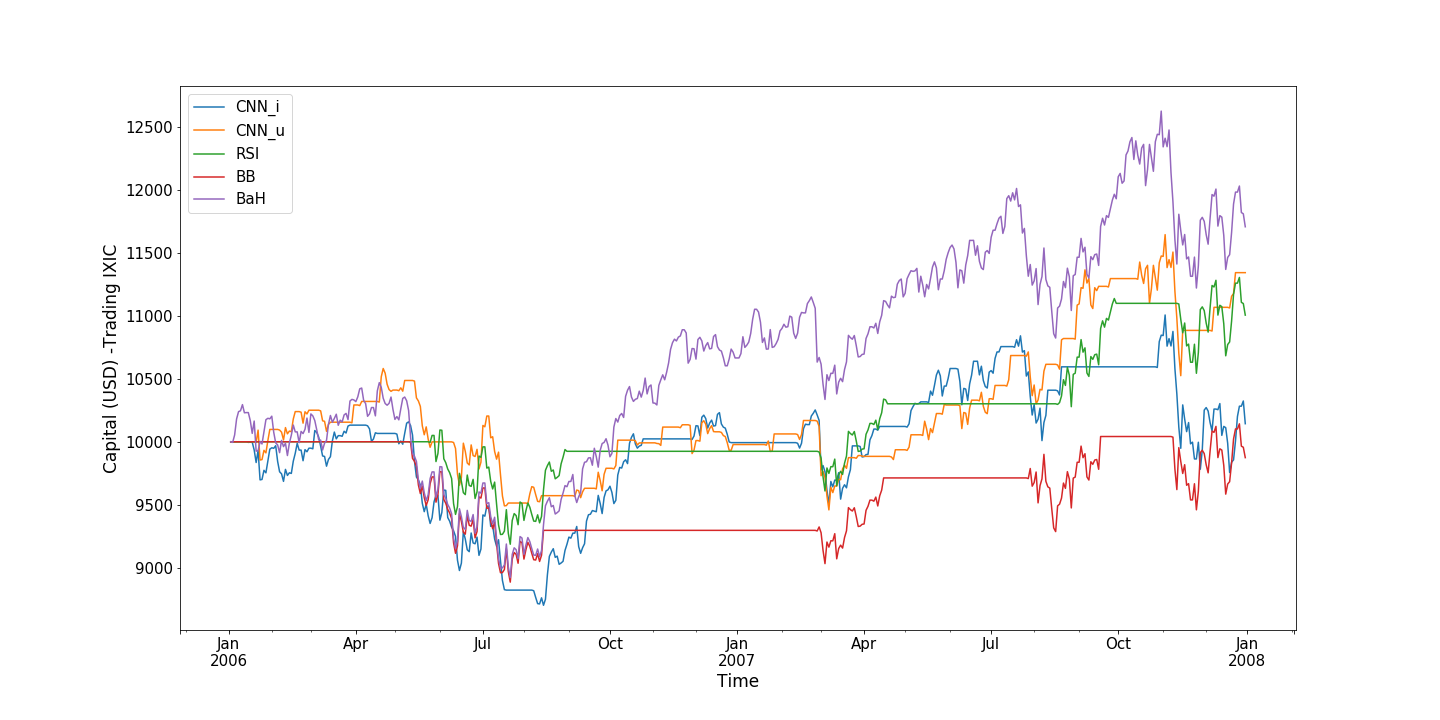 CNN_i
CNN_u
RSI
BB
BaH
Capital (USD) -Trading IXIC
12500
12000
11500
11000
10500
10000
9500
9000
Jan Apr Jul Oct Jan Apr Jul Oct Jan
2006 2007 2008
Time